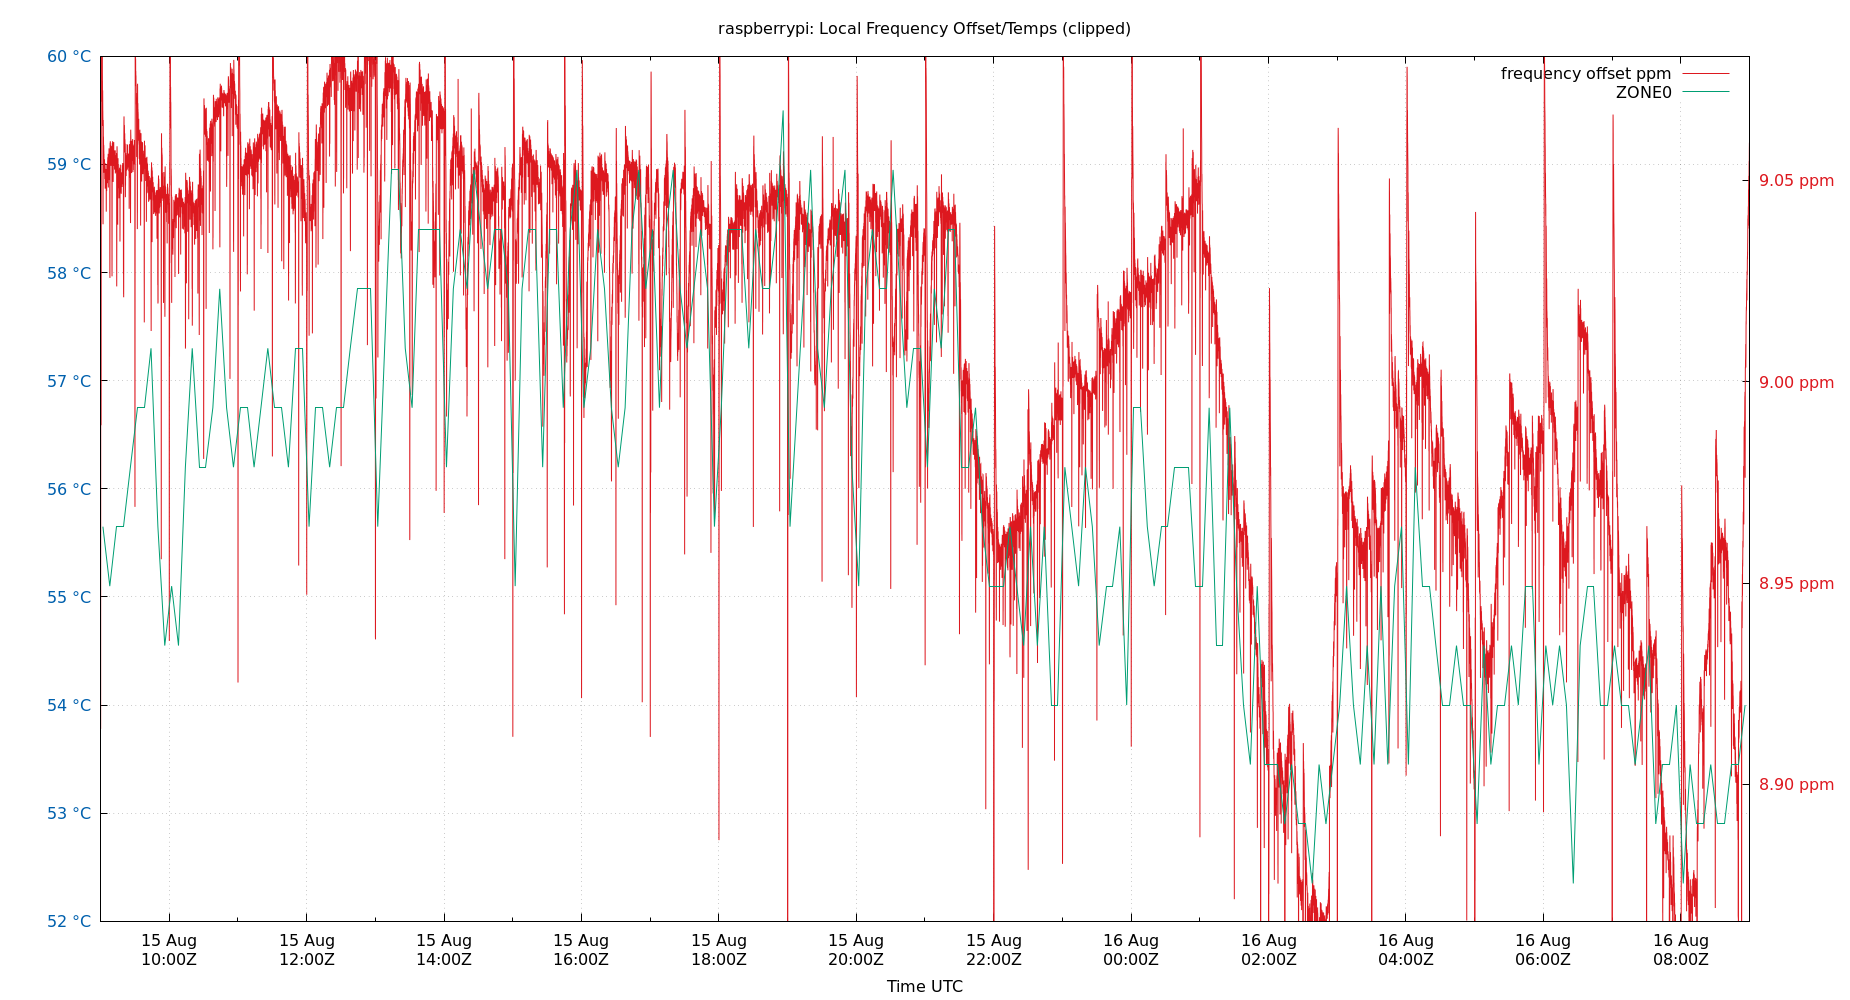 raspberrypi: Local Frequency Offset/Temps (clipped)
frequency offset ppm
ZONE0
60 °C
59 °C
58 °C
57 °C
56 °C
55 °C
54 °C
53 °C
52 °C
9.05 ppm
9.00 ppm
8.95 ppm
8.90 ppm
15 Aug 15 Aug 15 Aug 15 Aug 15 Aug 15 Aug 15 Aug 16 Aug 16 Aug 16 Aug 16 Aug 16 Aug
10:00Z 12:00Z 14:00Z 16:00Z 18:00Z 20:00Z 22:00Z 00:00Z 02:00Z 04:00Z 06:00Z 08:00Z
Time UTC